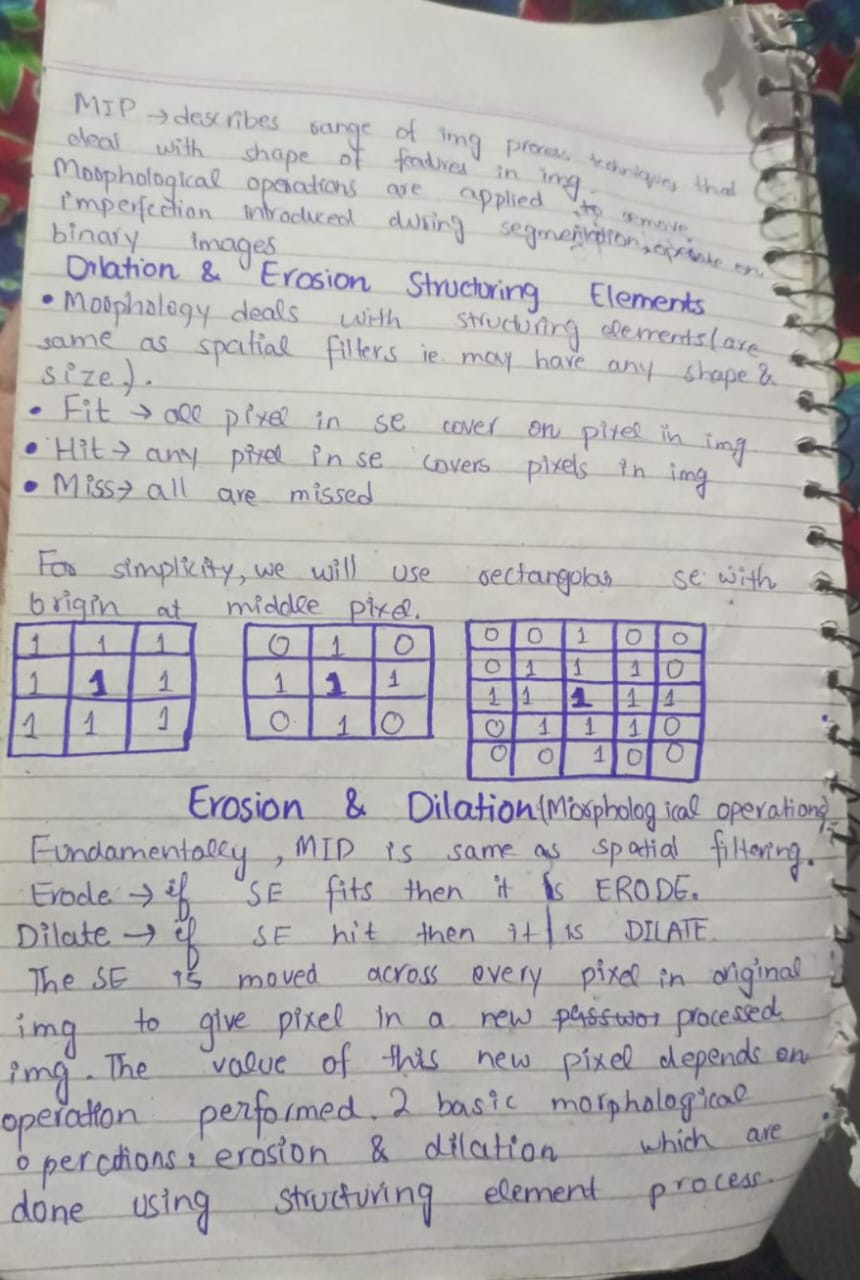 MIP → describes range of img process techniques that
deal with shape of features in img.
Morphological operations are applied to remove
imperfection introduced during segmentation, operate on
binary images
Dilation & Erosion Structuring Elements
• Morphology deals with structuring elements (are
same as spatial filters ie. may have any shape &
size).
• Fit → all pixel in se cover on pixel in img
• Hit → any pixel in se covers pixels in img
• Miss → all are missed
For simplicity, we will use rectangolar se with
origin at middle pixel.
1 1 1
1 1 1
1 1 1
0 1 0
1 1 1
0 1 0
0 0 1 0 0
0 1 1 1 0
1 1 1 1 1
0 1 1 1 0
0 0 1 0 0
Erosion & Dilation (Morphological operation)
Fundamentally, MIP is same as spatial filtering.
Erode → if SE fits then it is ERODE.
Dilate → if SE hit then it is DILATE.
The SE is moved across every pixel in original
img to give pixel in a new processed
img. The value of this new pixel depends on
operation performed. 2 basic morphological
operations: erosion & dilation which are
done using structuring element process.